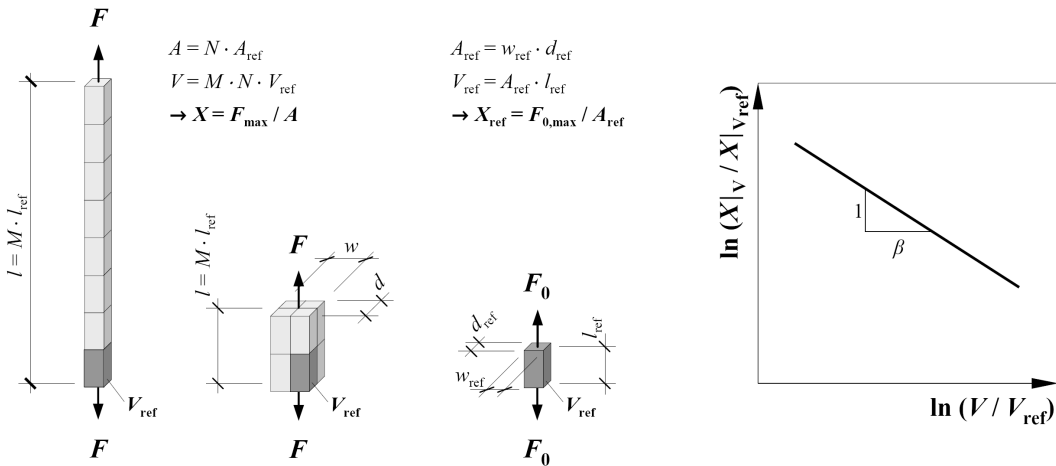 F
A = N · A_ref
V = M · N · V_ref
→ X = F_max / A
l = M · l_ref
V_ref
F
l = M · l_ref
F
w
d
V_ref
F
A_ref = w_ref · d_ref
V_ref = A_ref · l_ref
→ X_ref = F_0,max / A_ref
F_0
d_ref
l_ref
w_ref
V_ref
F_0
ln (X|_V / X|_Vref)
1
β
ln (V / V_ref)